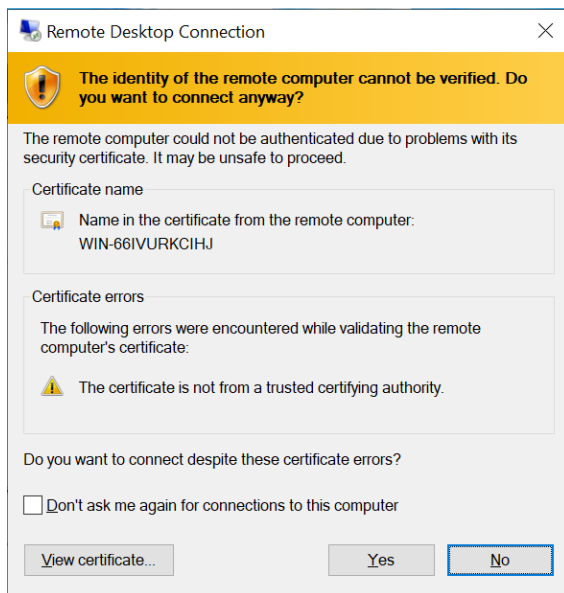 Remote Desktop Connection
The identity of the remote computer cannot be verified. Do
you want to connect anyway?
The remote computer could not be authenticated due to problems with its
security certificate. It may be unsafe to proceed.
Certificate name
Name in the certificate from the remote computer:
WIN-66IVURKCIHJ
Certificate errors
The following errors were encountered while validating the remote
computer's certificate:
The certificate is not from a trusted certifying authority.
Do you want to connect despite these certificate errors?
Don't ask me again for connections to this computer
View certificate...
Yes
No